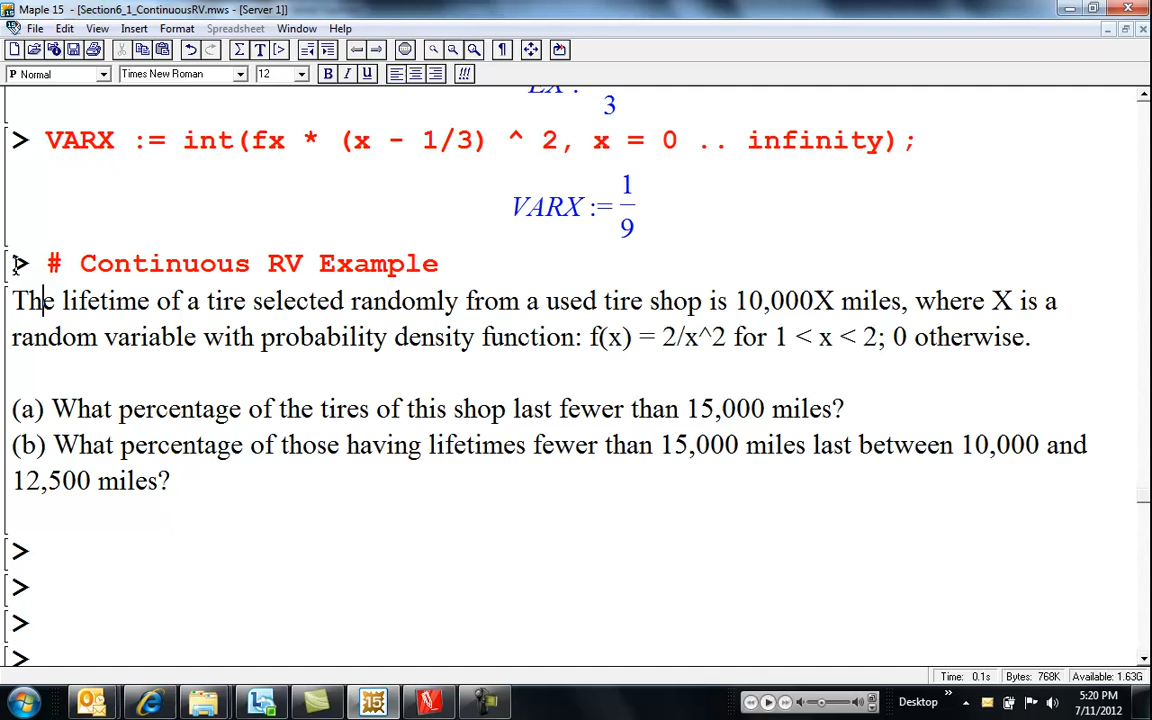 Maple 15 - [Section6_1_ContinuousRV.mws - [Server 1]]
File Edit View Insert Format Spreadsheet Window Help
P Normal Times New Roman 12 B I U !!!
EX :
3
> VARX := int(fx * (x - 1/3) ^ 2, x = 0 .. infinity);
VARX := 1/9
> # Continuous RV Example
The lifetime of a tire selected randomly from a used tire shop is 10,000X miles, where X is a
random variable with probability density function: f(x) = 2/x^2 for 1 < x < 2; 0 otherwise.
(a) What percentage of the tires of this shop last fewer than 15,000 miles?
(b) What percentage of those having lifetimes fewer than 15,000 miles last between 10,000 and
12,500 miles?
>
>
>
>
Time: 0.1s Bytes: 768K Available: 1.63G
Desktop » 5:20 PM
7/11/2012